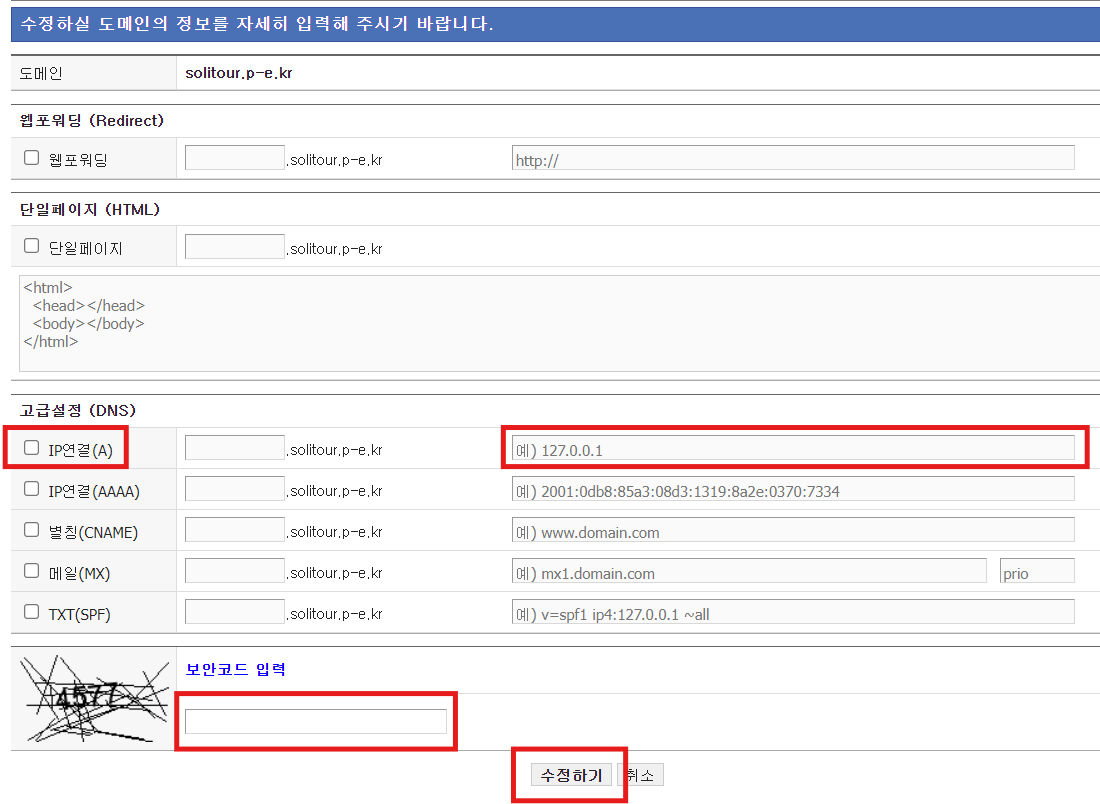 수정하실 도메인의 정보를 자세히 입력해 주시기 바랍니다.
도메인 solitour.p-e.kr
웹포워딩 (Redirect)
웹포워딩 .solitour.p-e.kr http://
단일페이지 (HTML)
단일페이지 .solitour.p-e.kr
<html>
<head></head>
<body></body>
</html>
고급설정 (DNS)
IP연결(A) .solitour.p-e.kr 예) 127.0.0.1
IP연결(AAAA) .solitour.p-e.kr 예) 2001:0db8:85a3:08d3:1319:8a2e:0370:7334
별칭(CNAME) .solitour.p-e.kr 예) www.domain.com
메일(MX) .solitour.p-e.kr 예) mx1.domain.com prio
TXT(SPF) .solitour.p-e.kr 예) v=spf1 ip4:127.0.0.1 ~all
4577 보안코드 입력
수정하기 취소